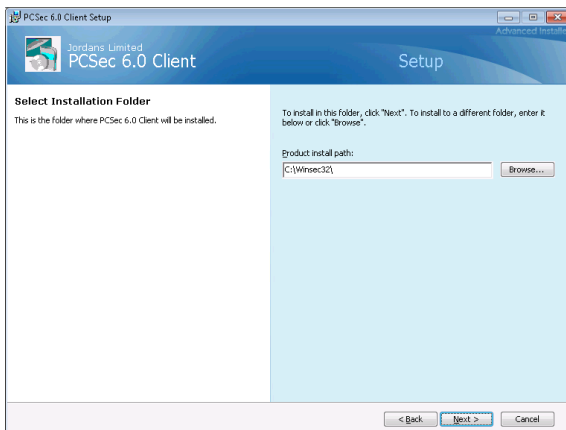 PCSec 6.0 Client Setup
Advanced Installe
Jordans Limited
PCSec 6.0 Client
Setup
Select Installation Folder
This is the folder where PCSec 6.0 Client will be installed.
To install in this folder, click "Next". To install to a different folder, enter it
below or click "Browse".
Product install path:
C:\Winsec32\
Browse...
< Back
Next >
Cancel